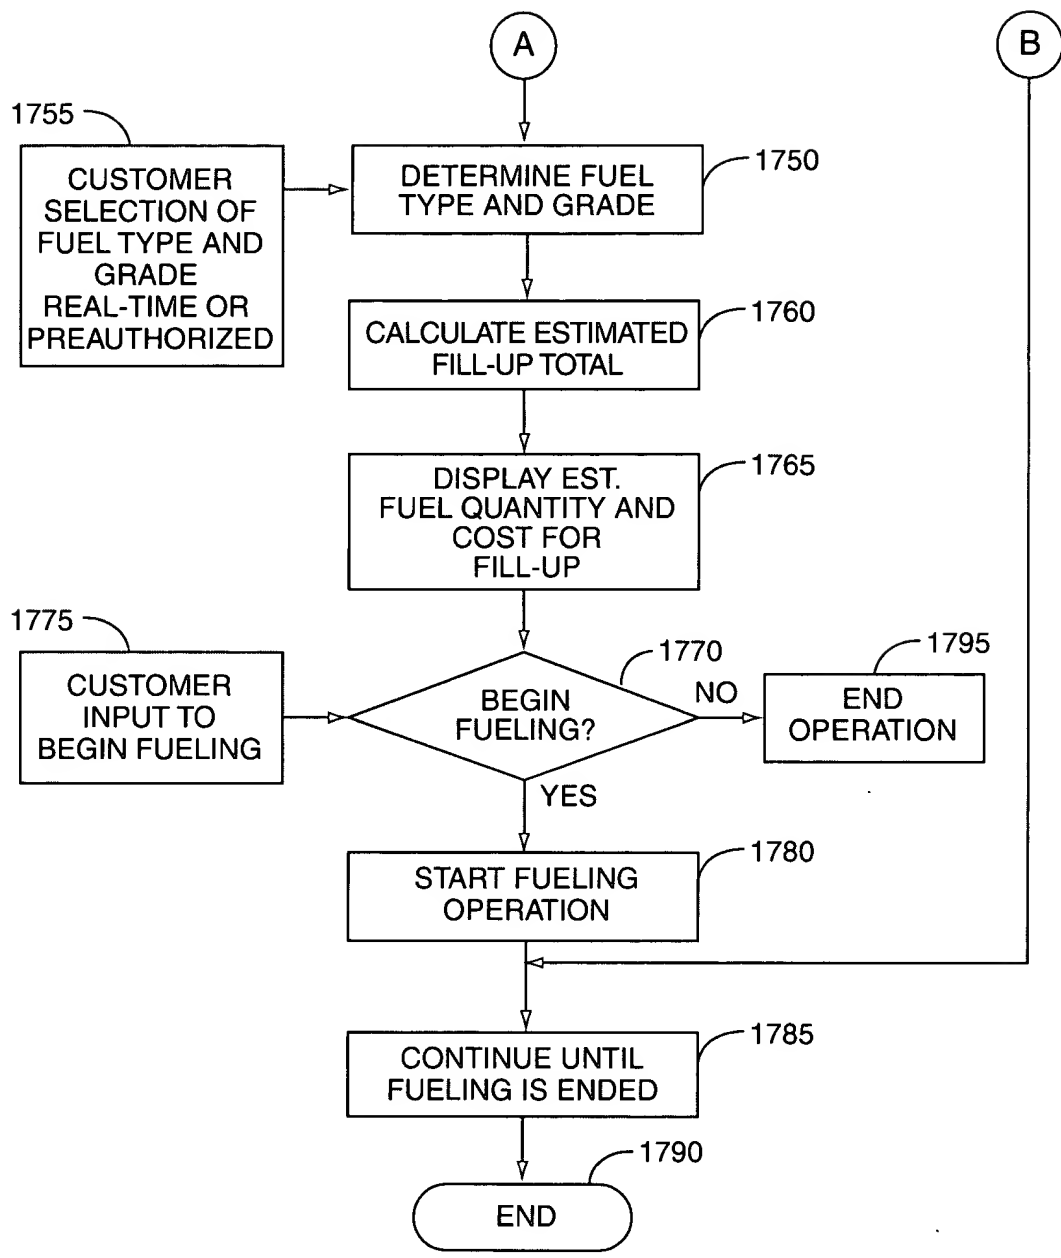 A
B
1755
1750
CUSTOMER
SELECTION OF
FUEL TYPE AND
GRADE
REAL-TIME OR
PREAUTHORIZED
DETERMINE FUEL
TYPE AND GRADE
1760
CALCULATE ESTIMATED
FILL-UP TOTAL
1765
DISPLAY EST.
FUEL QUANTITY AND
COST FOR
FILL-UP
1775
1770
1795
CUSTOMER
INPUT TO
BEGIN FUELING
BEGIN
FUELING?
NO
END
OPERATION
YES
1780
START FUELING
OPERATION
1785
CONTINUE UNTIL
FUELING IS ENDED
1790
END